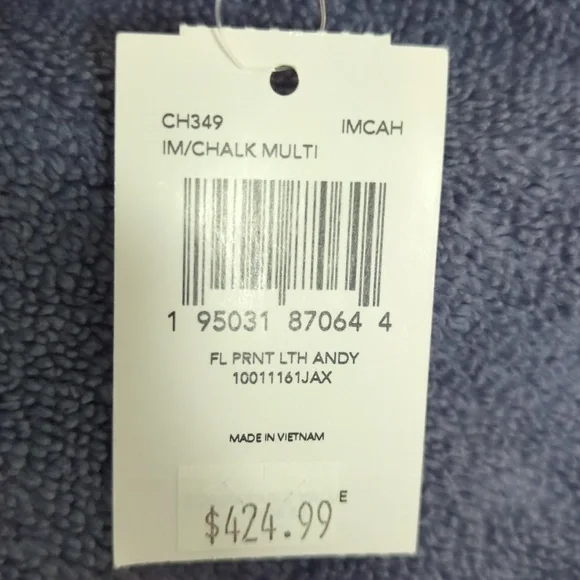 CH349 IMCAH
IM/CHALK MULTI
1 95031 87064 4
FL PRNT LTH ANDY
10011161JAX
MADE IN VIETNAM
E
$424.99